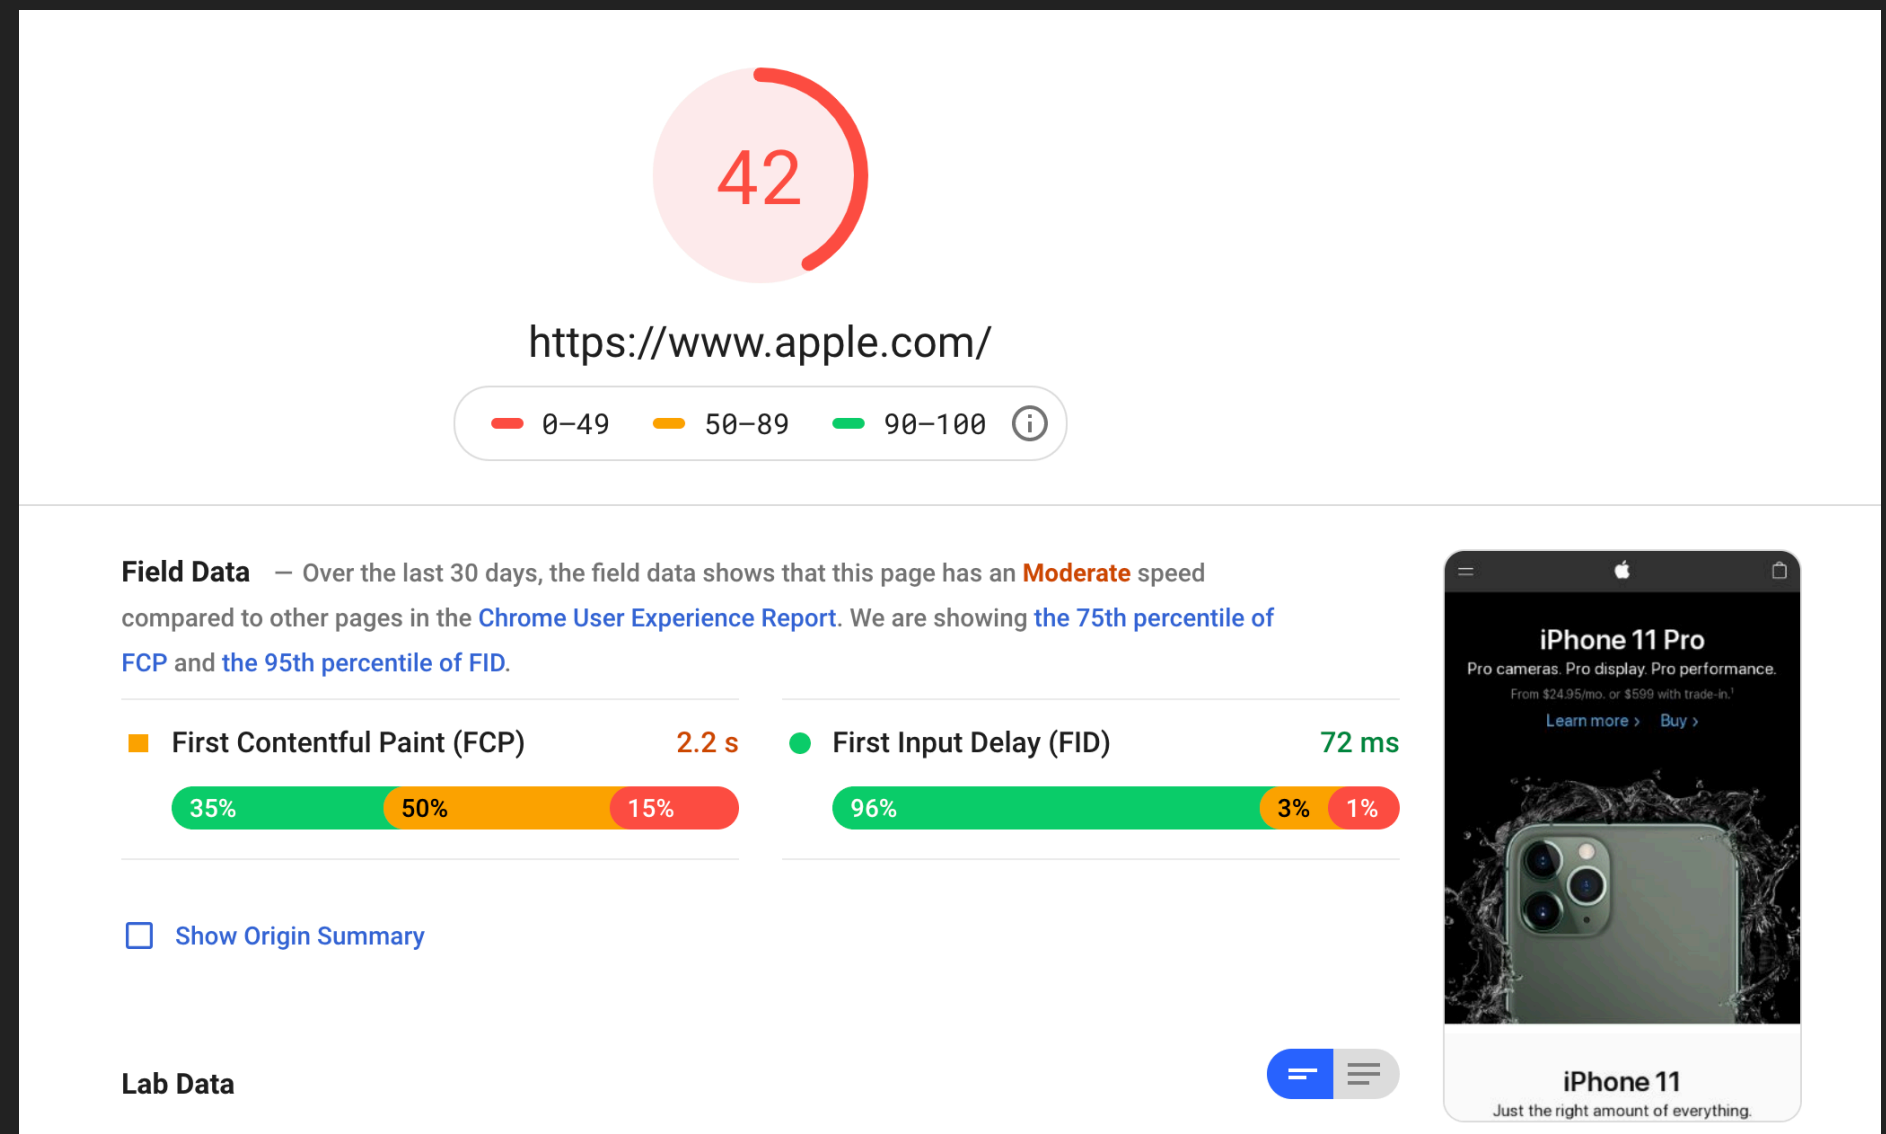 42
https://www.apple.com/
0–49 50–89 90–100
Field Data — Over the last 30 days, the field data shows that this page has an Moderate speed
compared to other pages in the Chrome User Experience Report. We are showing the 75th percentile of
FCP and the 95th percentile of FID.
First Contentful Paint (FCP) 2.2 s
35% 50% 15%
First Input Delay (FID) 72 ms
96% 3% 1%
Show Origin Summary
Lab Data
iPhone 11 Pro
Pro cameras. Pro display. Pro performance.
From $24.95/mo. or $599 with trade-in.¹
Learn more > Buy >
iPhone 11
Just the right amount of everything.